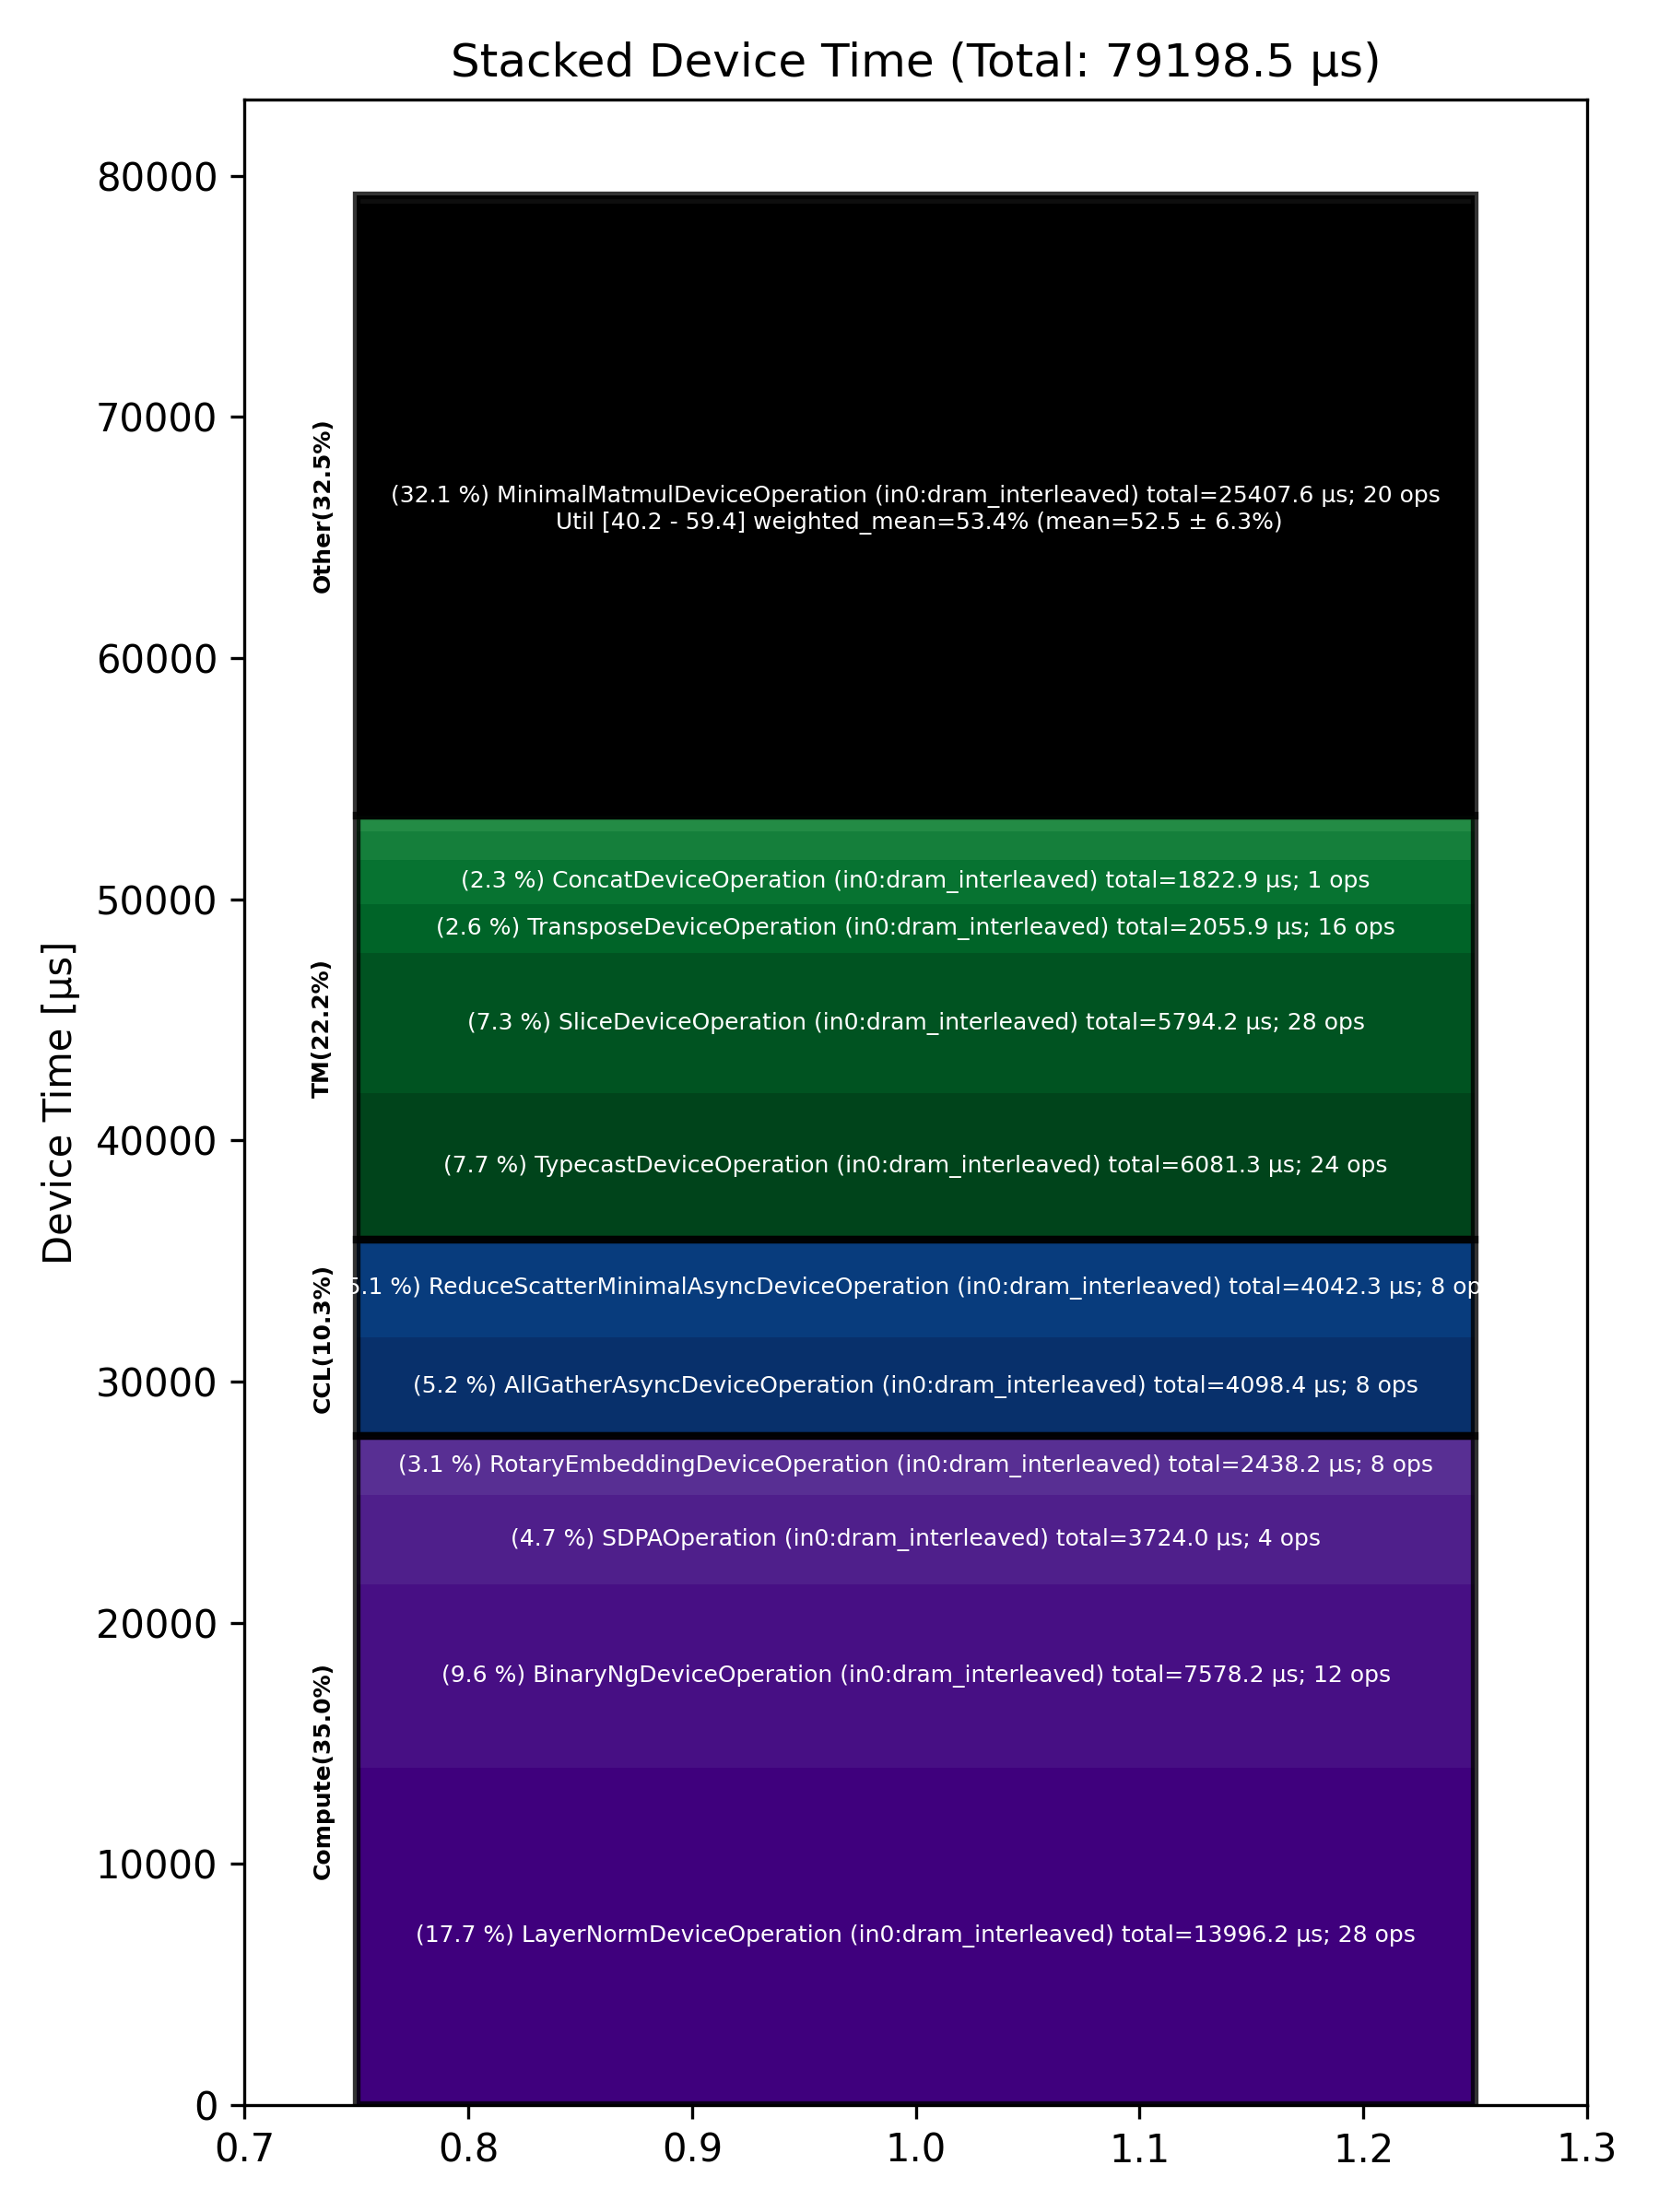 Stacked Device Time (Total: 79198.5 µs)
80000
70000
60000
50000
40000
30000
20000
10000
0
Device Time [µs]
Other(32.5%)
(32.1 %) MinimalMatmulDeviceOperation (in0:dram_interleaved) total=25407.6 µs; 20 ops
Util [40.2 - 59.4] weighted_mean=53.4% (mean=52.5 ± 6.3%)
TM(22.2%)
(2.3 %) ConcatDeviceOperation (in0:dram_interleaved) total=1822.9 µs; 1 ops
(2.6 %) TransposeDeviceOperation (in0:dram_interleaved) total=2055.9 µs; 16 ops
(7.3 %) SliceDeviceOperation (in0:dram_interleaved) total=5794.2 µs; 28 ops
(7.7 %) TypecastDeviceOperation (in0:dram_interleaved) total=6081.3 µs; 24 ops
CCL(10.3%)
5.1 %) ReduceScatterMinimalAsyncDeviceOperation (in0:dram_interleaved) total=4042.3 µs; 8 op
(5.2 %) AllGatherAsyncDeviceOperation (in0:dram_interleaved) total=4098.4 µs; 8 ops
Compute(35.0%)
(3.1 %) RotaryEmbeddingDeviceOperation (in0:dram_interleaved) total=2438.2 µs; 8 ops
(4.7 %) SDPAOperation (in0:dram_interleaved) total=3724.0 µs; 4 ops
(9.6 %) BinaryNgDeviceOperation (in0:dram_interleaved) total=7578.2 µs; 12 ops
(17.7 %) LayerNormDeviceOperation (in0:dram_interleaved) total=13996.2 µs; 28 ops
0.7 0.8 0.9 1.0 1.1 1.2 1.3